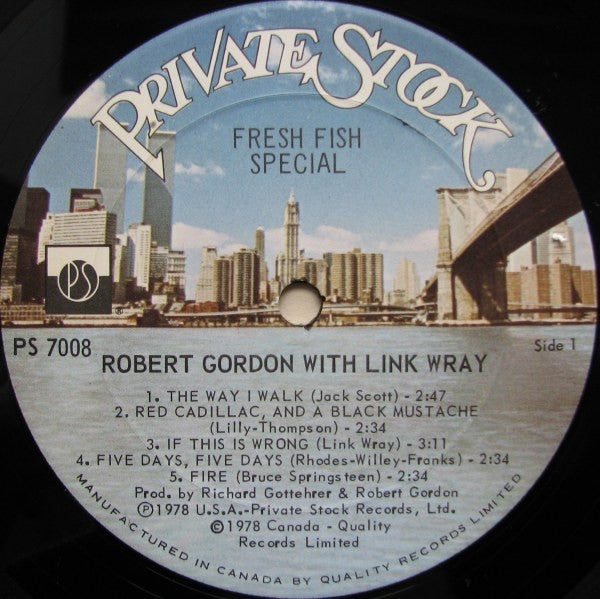 PRIVATE STOCK
FRESH FISH
SPECIAL
PS
®
PS 7008
Side 1
ROBERT GORDON WITH LINK WRAY
1. THE WAY I WALK (Jack Scott) - 2:47
2. RED CADILLAC, AND A BLACK MUSTACHE
(Lilly-Thompson) - 2:34
3. IF THIS IS WRONG (Link Wray) - 3:11
4. FIVE DAYS, FIVE DAYS (Rhodes-Willey-Franks) - 2:34
5. FIRE (Bruce Springsteen) - 2:34
Prod. by Richard Gottehrer & Robert Gordon
Ⓟ1978 U.S.A.-Private Stock Records, Ltd.
©1978 Canada - Quality
Records Limited
MANUFACTURED IN CANADA BY QUALITY RECORDS LIMITED